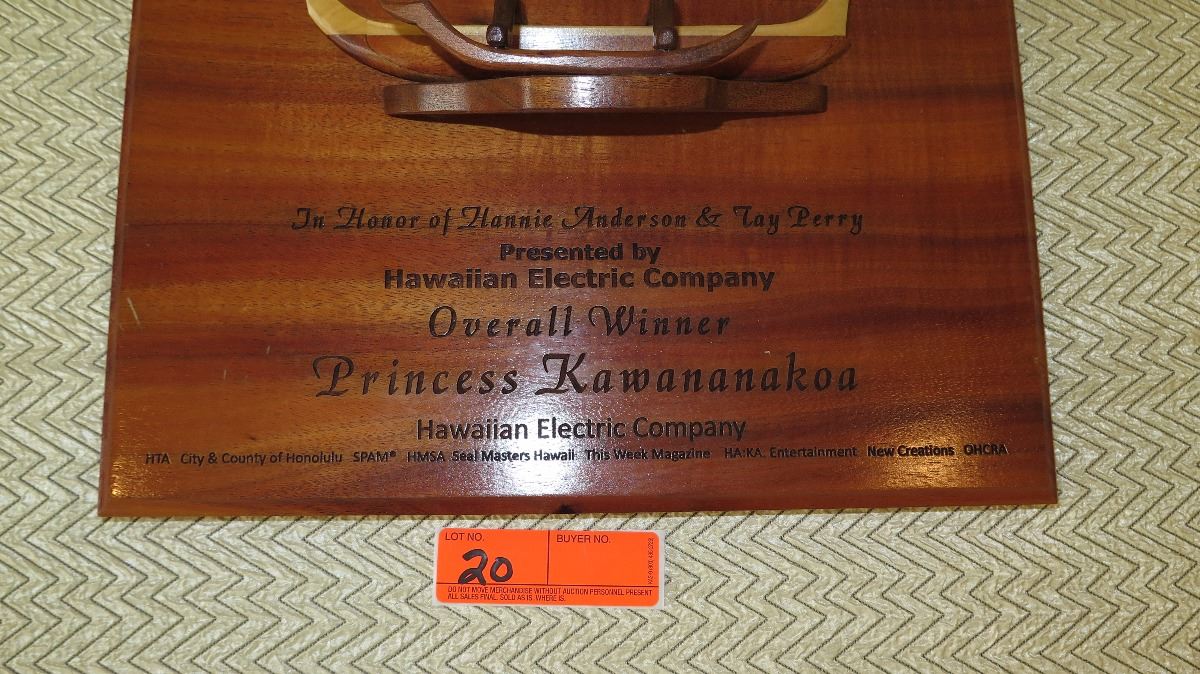 In Honor of Hannie Anderson & Tay Perry
Presented by
Hawaiian Electric Company
Overall Winner
Princess Kawananakoa
Hawaiian Electric Company
HTA City & County of Honolulu SPAM® HMSA Seal Masters Hawaii This Week Magazine HA:KA. Entertainment New Creations OHCRA
LOT NO. BUYER NO.
20
DO NOT MOVE MERCHANDISE WITHOUT AUCTION PERSONNEL PRESENT
ALL SALES FINAL. SOLD AS IS. WHERE IS.